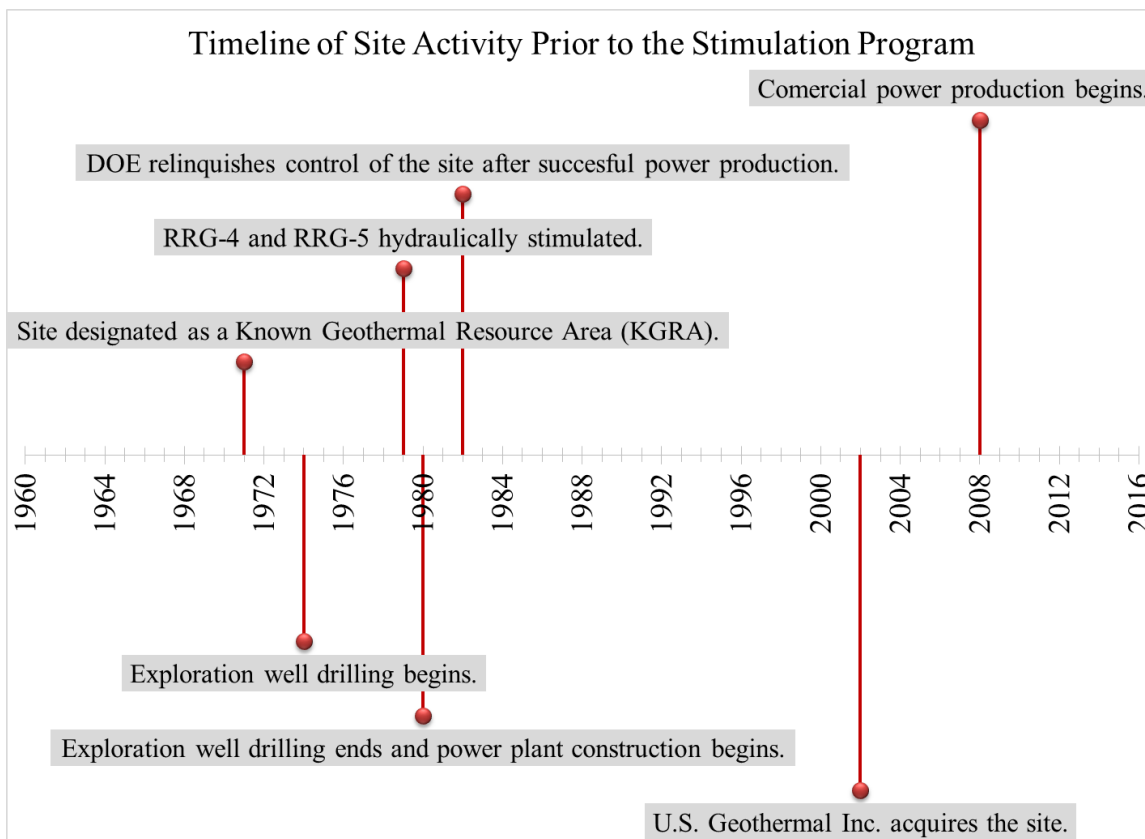 Timeline of Site Activity Prior to the Stimulation Program
Comercial power production begins.
DOE relinquishes control of the site after succesful power production.
RRG-4 and RRG-5 hydraulically stimulated.
Site designated as a Known Geothermal Resource Area (KGRA).
1960
1964
1968
1972
1976
1980
1984
1988
1992
1996
2000
2004
2008
2012
2016
Exploration well drilling begins.
Exploration well drilling ends and power plant construction begins.
U.S. Geothermal Inc. acquires the site.